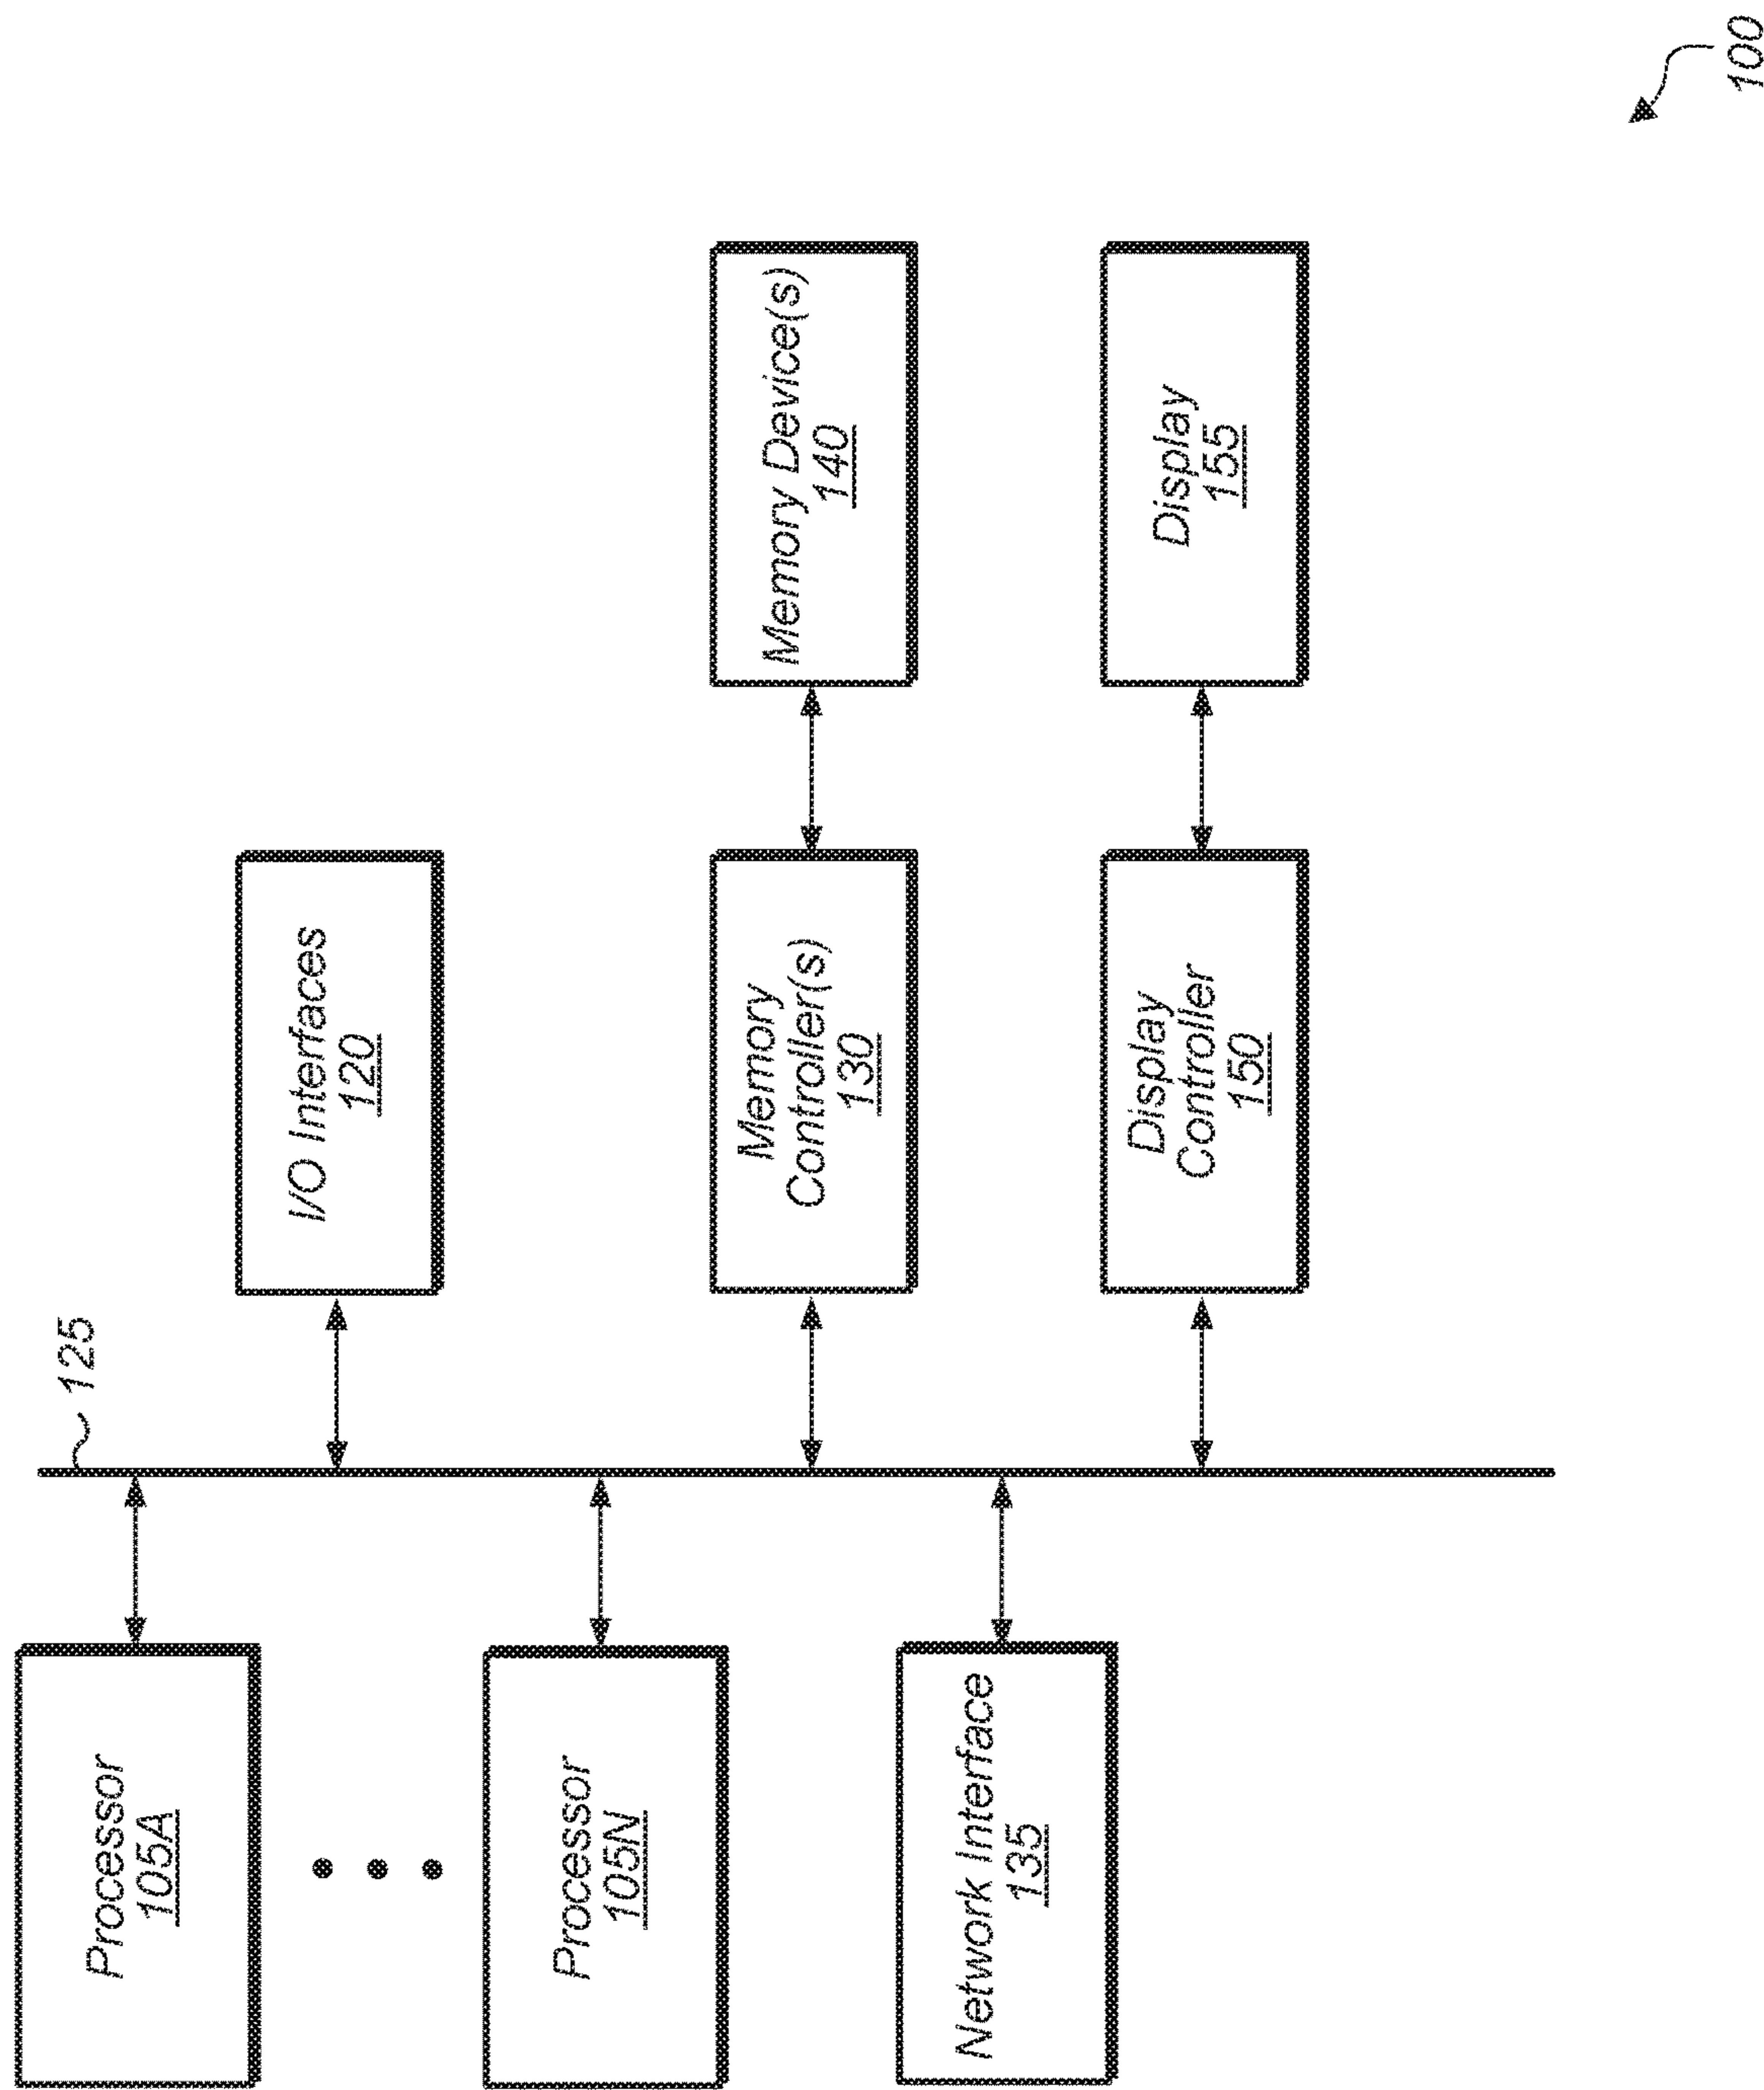 Processor
105A
Processor
105N
Network Interface
135
125
I/O Interfaces
120
Memory
Controller(s)
130
Display
Controller
150
Memory Device(s)
140
Display
155
100